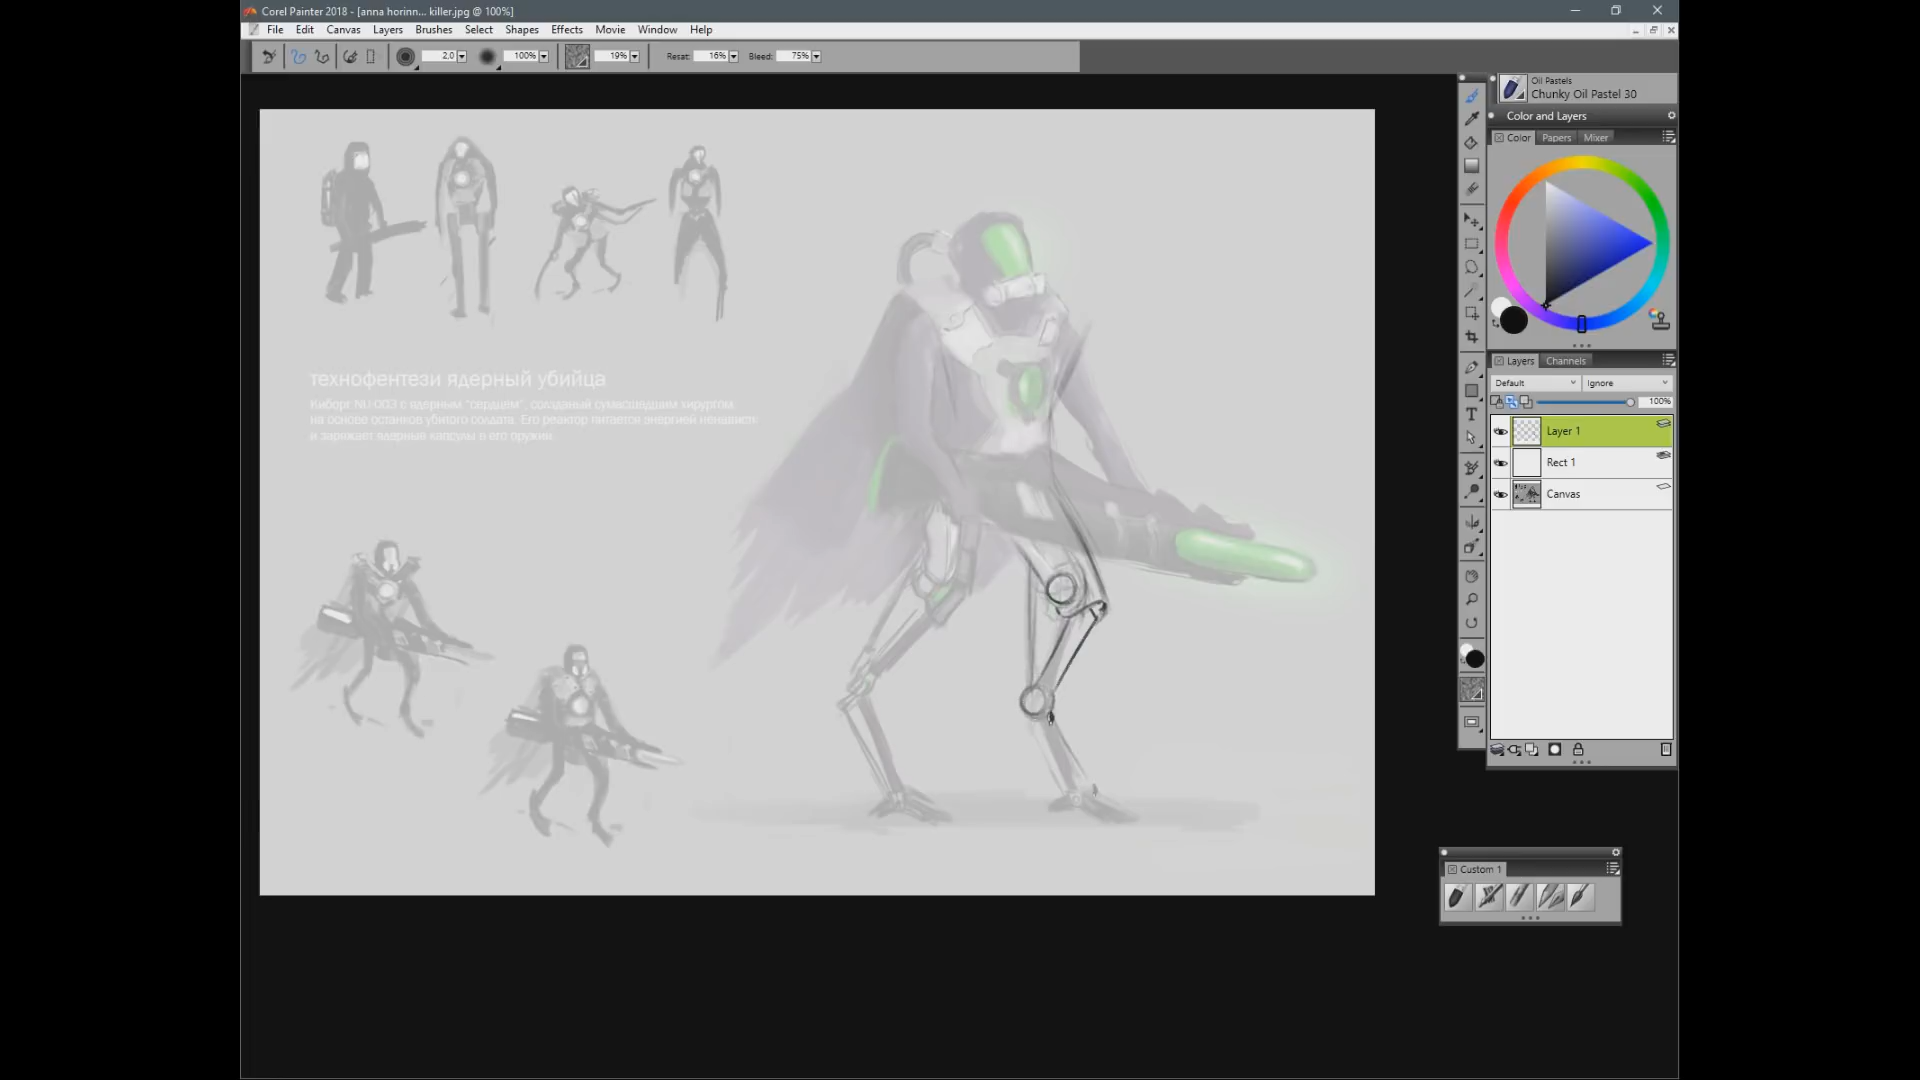 Corel Painter 2018 - [anna horinn... killer.jpg @ 100%]
File Edit Canvas Layers Brushes Select Shapes Effects Movie Window Help
2.0 100% 19% Resat: 16% Bleed: 75%
Oil Pastels
Chunky Oil Pastel 30
Color and Layers
Color Papers Mixer
технофентези ядерный убийца
Киборг NU-003 с ядерным "сердцем", созданый сумасшедшим хирургом,
на основе останков убитого солдата. Его реактор питается энергией ненависти
и заряжает ядерные капсулы в его оружии.
Layers Channels
Default Ignore
100%
Layer 1
Rect 1
Canvas
Custom 1